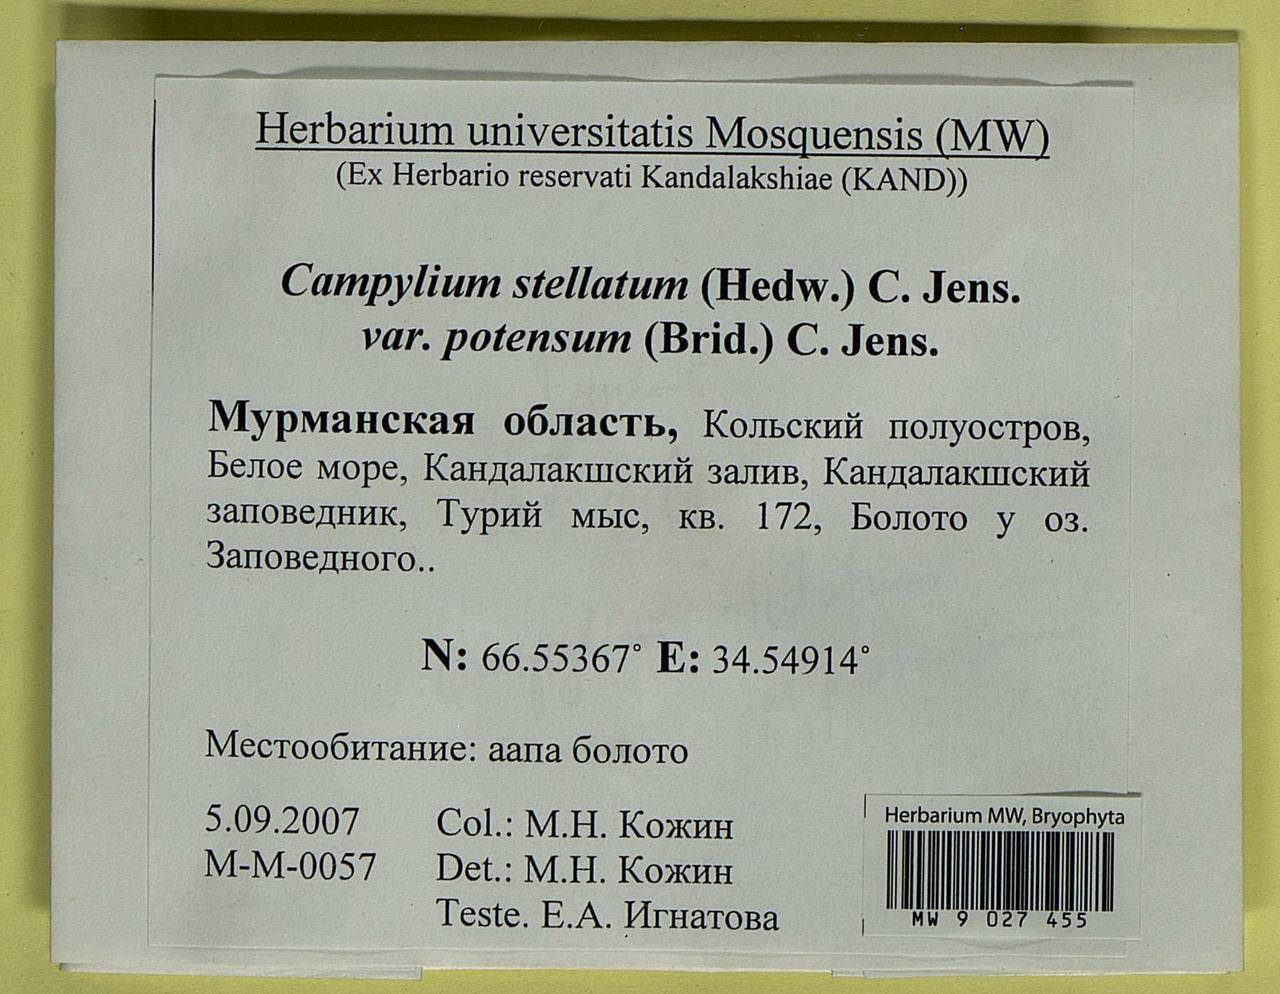 Herbarium universitatis Mosquensis (MW)
(Ex Herbario reservati Kandalakshiae (KAND))
Campylium stellatum (Hedw.) C. Jens.
var. potensum (Brid.) C. Jens.
Мурманская область, Кольский полуостров,
Белое море, Кандалакшский залив, Кандалакшский
заповедник, Турий мыс, кв. 172, Болото у оз.
Заповедного..
N: 66.55367° E: 34.54914°
Местообитание: аапа болото
5.09.2007 Col.: М.Н. Кожин
М-М-0057 Det.: М.Н. Кожин
Teste. Е.А. Игнатова
Herbarium MW, Bryophyta
MW 9 027 455